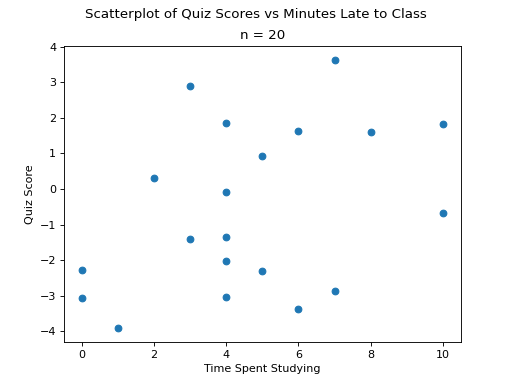 Scatterplot of Quiz Scores vs Minutes Late to Class
n = 20
4
3
2
1
0
−1
−2
−3
−4
Quiz Score
0 2 4 6 8 10
Time Spent Studying